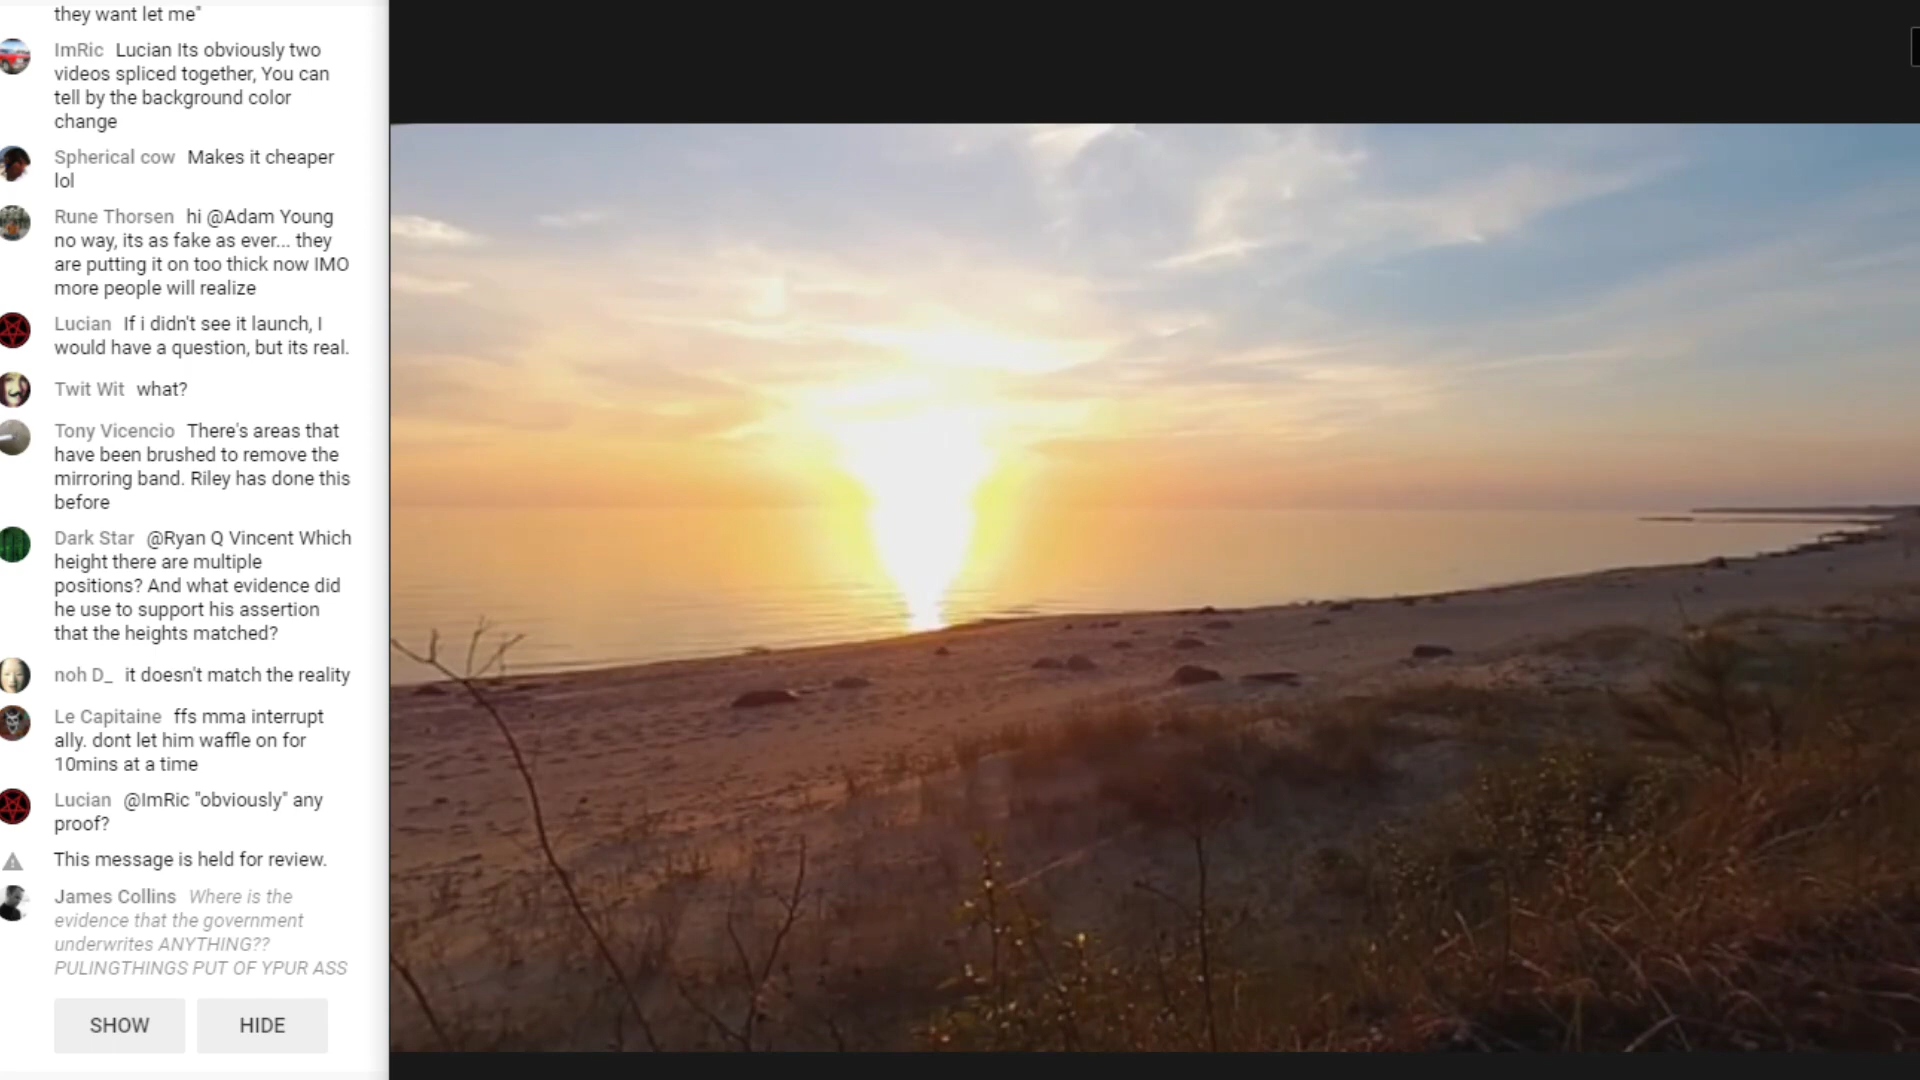 they want let me"
ImRic Lucian Its obviously two
videos spliced together, You can
tell by the background color
change
Spherical cow Makes it cheaper
lol
Rune Thorsen hi @Adam Young
no way, its as fake as ever... they
are putting it on too thick now IMO
more people will realize
Lucian If i didn't see it launch, I
would have a question, but its real.
Twit Wit what?
Tony Vicencio There's areas that
have been brushed to remove the
mirroring band. Riley has done this
before
Dark Star @Ryan Q Vincent Which
height there are multiple
positions? And what evidence did
he use to support his assertion
that the heights matched?
noh D_ it doesn't match the reality
Le Capitaine ffs mma interrupt
ally. dont let him waffle on for
10mins at a time
Lucian @ImRic "obviously" any
proof?
This message is held for review.
James Collins Where is the
evidence that the government
underwrites ANYTHING??
PULINGTHINGS PUT OF YPUR ASS
SHOW HIDE